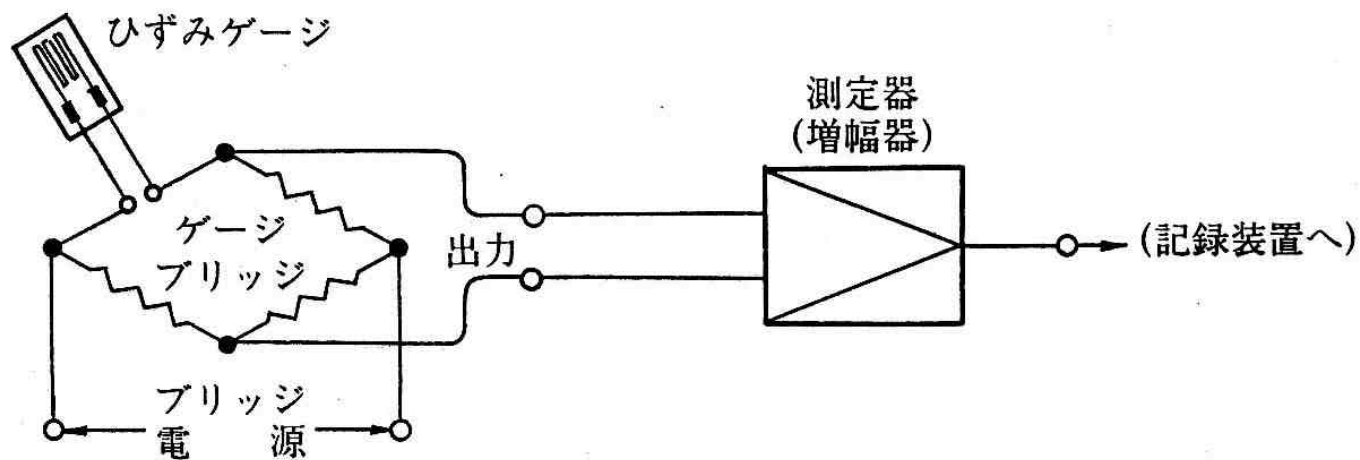 ひずみゲージ
測定器
(増幅器)
ゲージ
ブリッジ
出力
(記録装置へ)
ブリッジ
電源